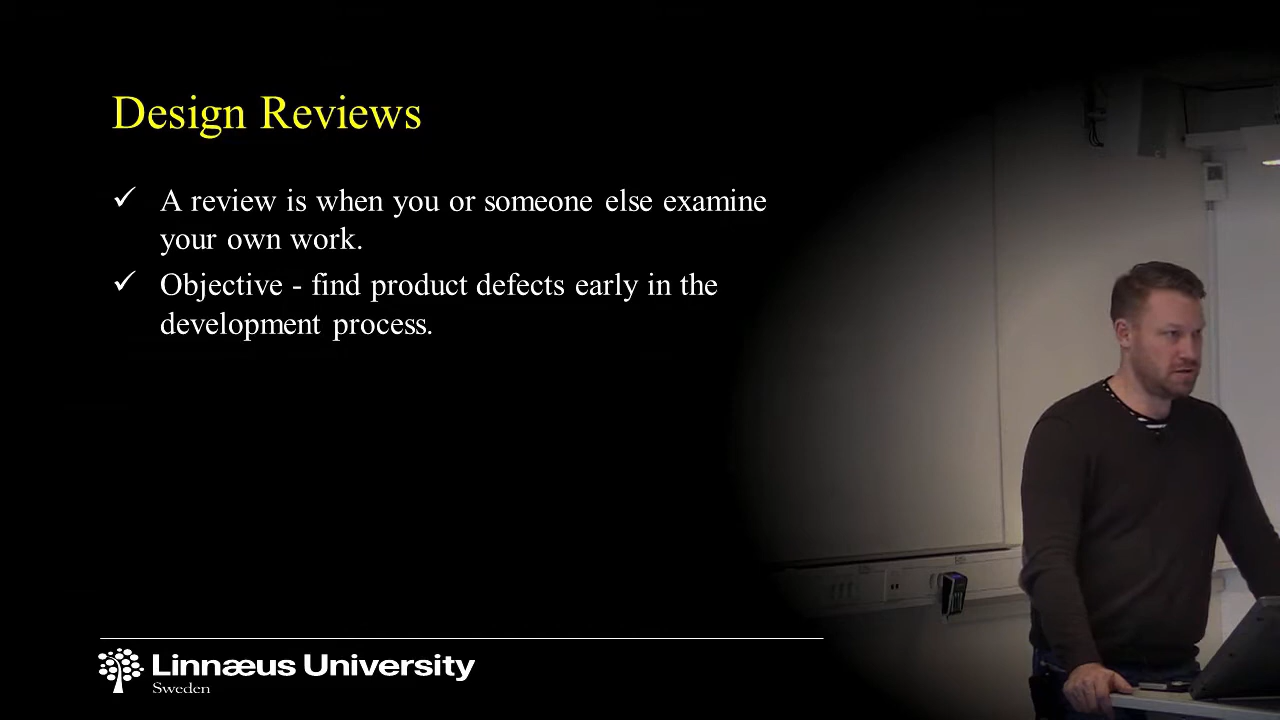 Design Reviews
✓ A review is when you or someone else examine
your own work.
✓ Objective - find product defects early in the
development process.
Linnæus University
Sweden